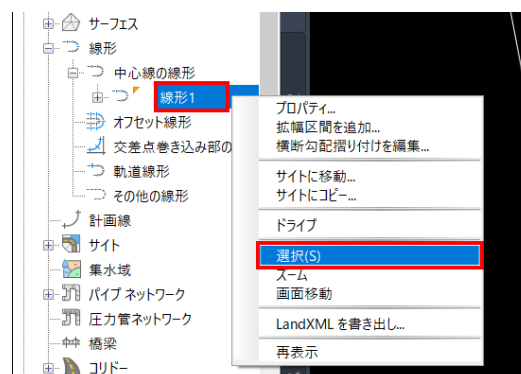 サーフェス
線形
中心線の線形
線形1
オフセット線形
交差点巻き込み部の
軌道線形
その他の線形
計画線
サイト
集水域
パイプ ネットワーク
圧力管ネットワーク
橋梁
コリドー
プロパティ...
拡幅区間を追加...
横断勾配摺り付けを編集...
サイトに移動...
サイトにコピー...
ドライブ
選択(S)
ズーム
画面移動
LandXML を書き出し...
再表示